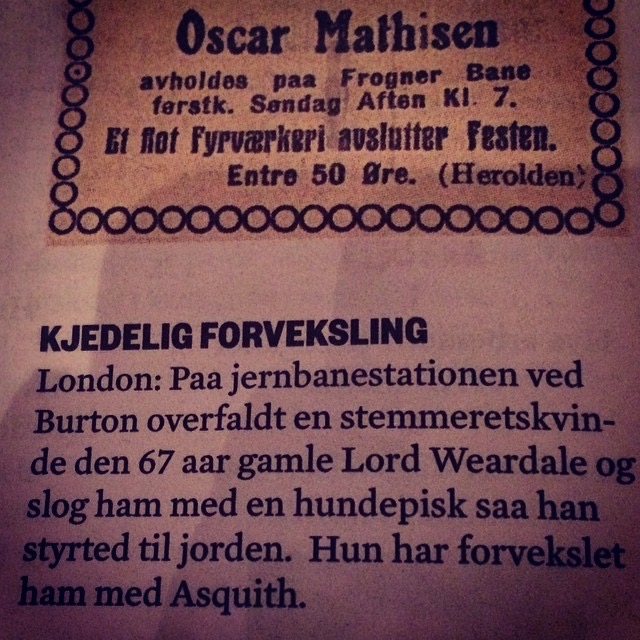 Oscar Mathisen
avholdes paa Frogner Bane
førstk. Søndag Aften Kl. 7.
Et flot Fyrværkeri avslutter Festen.
Entre 50 Øre. (Herolden)
KJEDELIG FORVEKSLING
London: Paa jernbanestationen ved
Burton overfaldt en stemmeretskvin-
de den 67 aar gamle Lord Weardale og
slog ham med en hundepisk saa han
styrted til jorden. Hun har forvekslet
ham med Asquith.